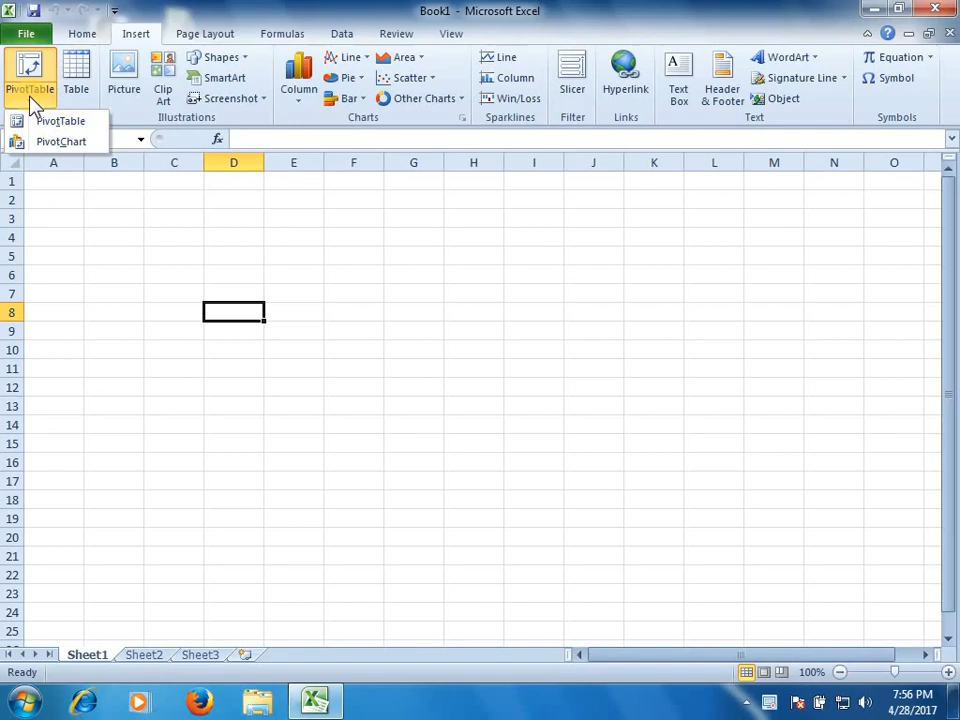 Book1 - Microsoft Excel
File Home Insert Page Layout Formulas Data Review View
PivotTable Table Picture Clip Art Shapes SmartArt Screenshot Column Line Pie Bar Area Scatter Other Charts Line Column Win/Loss Slicer Hyperlink Text Box Header & Footer WordArt Signature Line Object Equation Symbol
Illustrations Charts Sparklines Filter Links Text Symbols
PivotTable
PivotChart
fx
A B C D E F G H I J K L M N O
1
2
3
4
5
6
7
8
9
10
11
12
13
14
15
16
17
18
19
20
21
22
23
24
25
Sheet1 Sheet2 Sheet3
Ready 100%
7:56 PM
4/28/2017